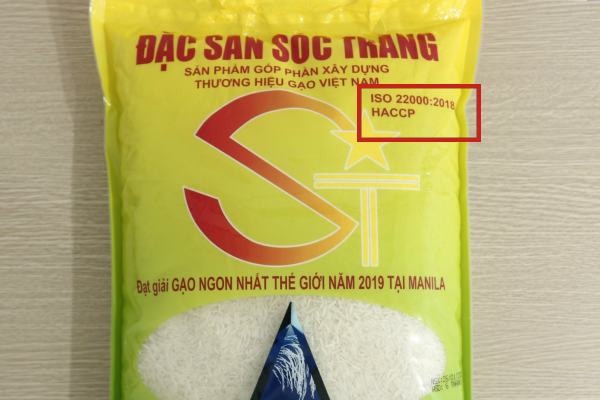 ĐẶC SẢN SÓC TRĂNG
SẢN PHẨM GÓP PHẦN XÂY DỰNG
THƯƠNG HIỆU GẠO VIỆT NAM
ISO 22000:2018
HACCP
ST
Đạt giải GẠO NGON NHẤT THẾ GIỚI NĂM 2019 TẠI MANILA